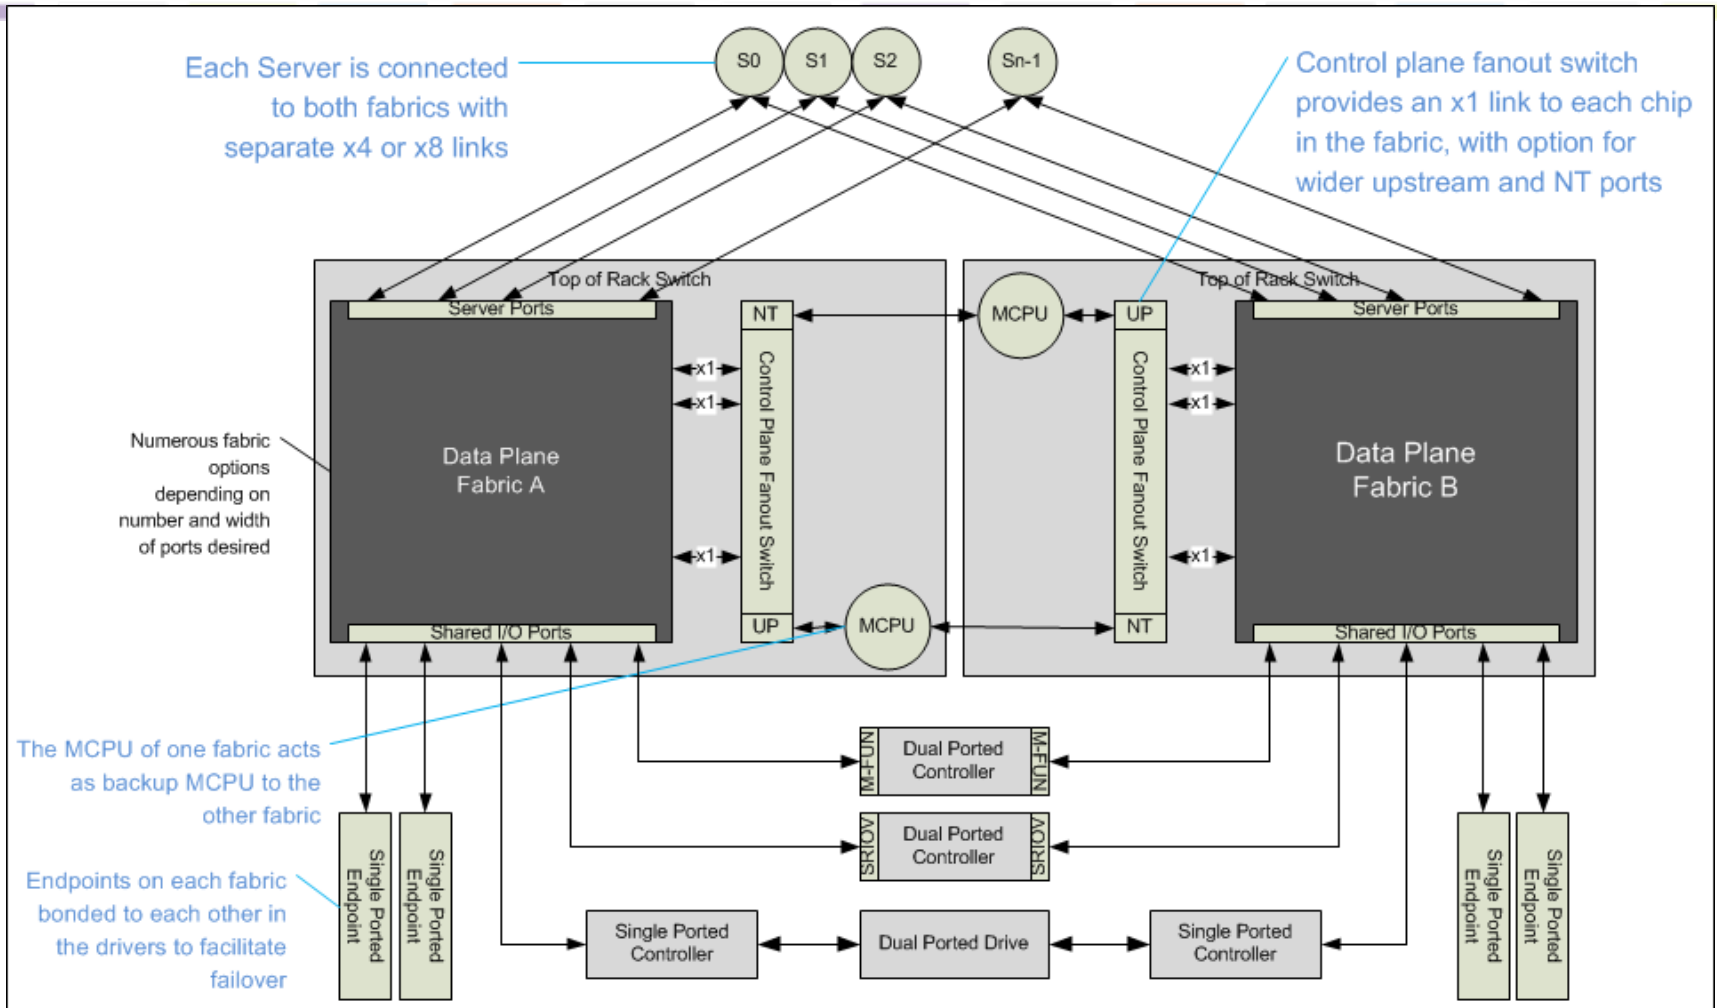 S0
S1
S2
Sn-1
Each Server is connected
to both fabrics with
separate x4 or x8 links
Control plane fanout switch
provides an x1 link to each chip
in the fabric, with option for
wider upstream and NT ports
Top of Rack Switch
Server Ports
NT
Control Plane Fanout Switch
UP
MCPU
x1
x1
x1
Data Plane
Fabric A
Shared I/O Ports
Numerous fabric
options
depending on
number and width
of ports desired
Top of Rack Switch
MCPU
UP
Control Plane Fanout Switch
NT
x1
x1
x1
Server Ports
Data Plane
Fabric B
Shared I/O Ports
The MCPU of one fabric acts
as backup MCPU to the
other fabric
Endpoints on each fabric
bonded to each other in
the drivers to facilitate
failover
Single Ported
Endpoint
Single Ported
Endpoint
M-FUN
Dual Ported
Controller
M-FUN
SRIOV
Dual Ported
Controller
SRIOV
Single Ported
Controller
Dual Ported Drive
Single Ported
Controller
Single Ported
Endpoint
Single Ported
Endpoint